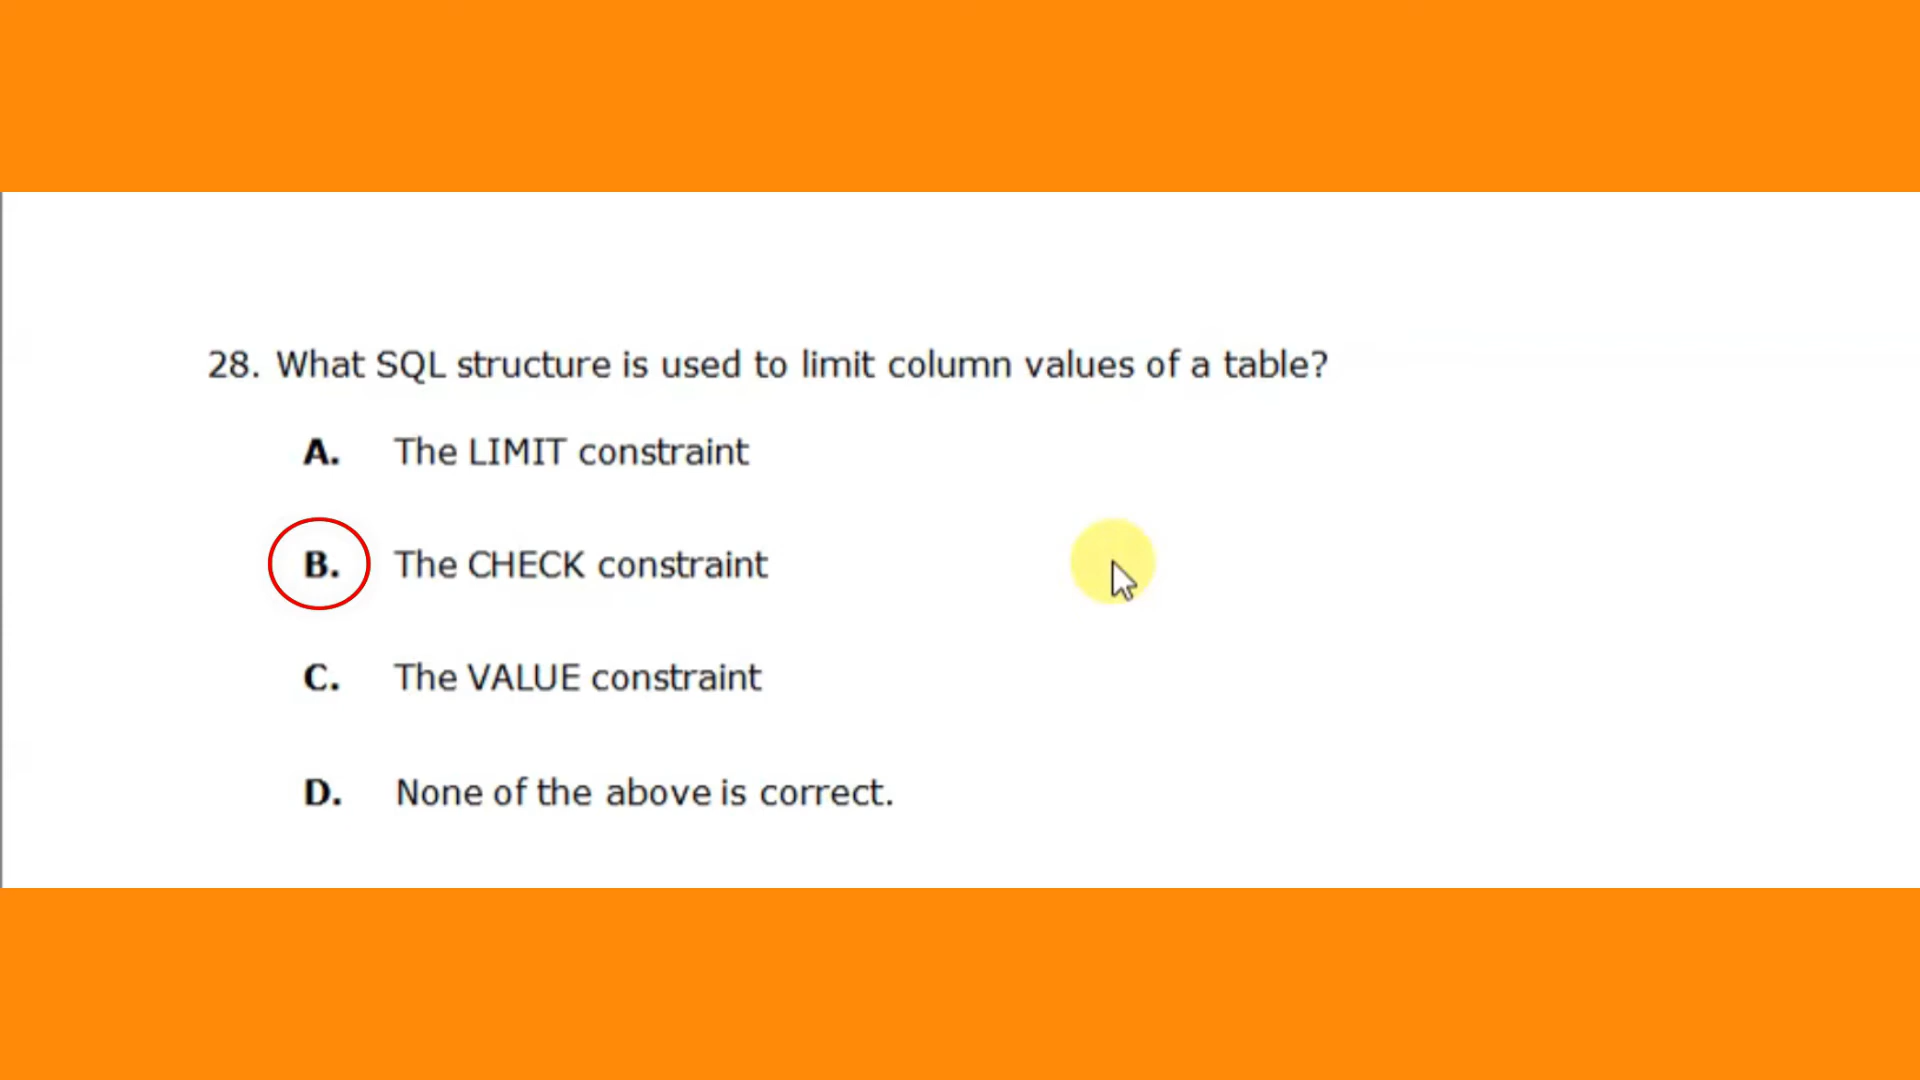 28. What SQL structure is used to limit column values of a table?
A. The LIMIT constraint
B. The CHECK constraint
C. The VALUE constraint
D. None of the above is correct.